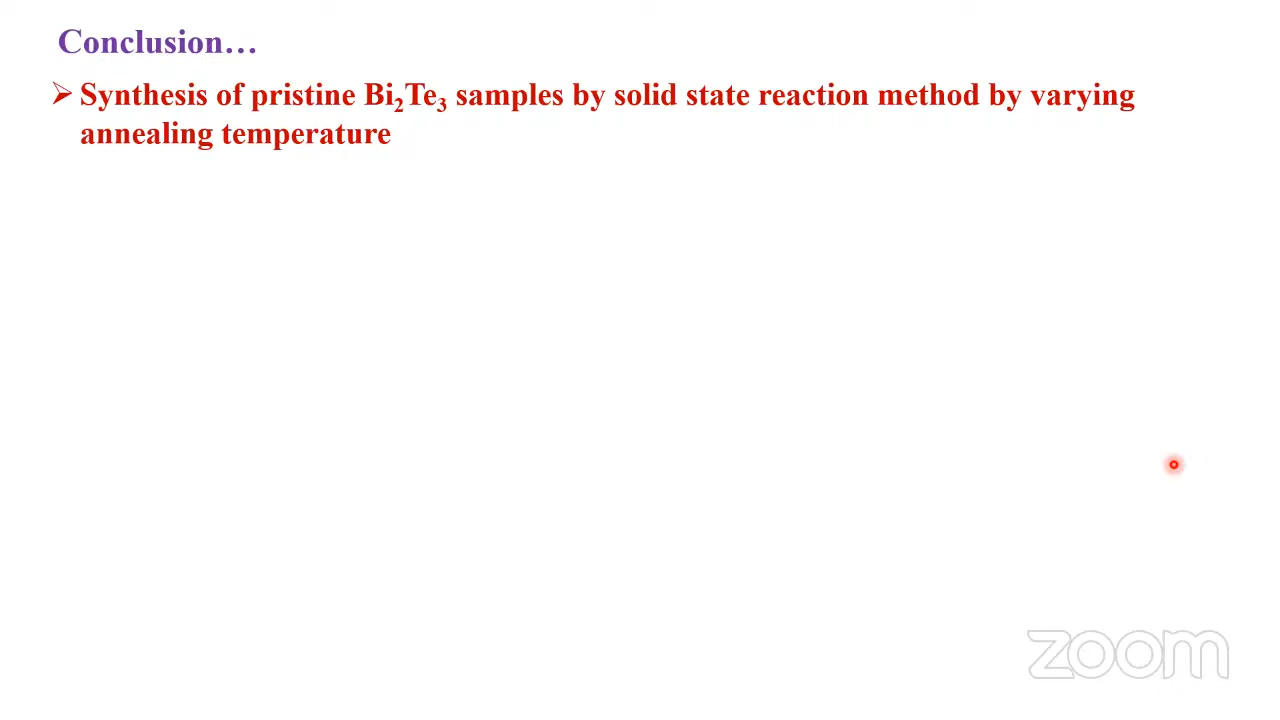 Conclusion…
➢ Synthesis of pristine Bi₂Te₃ samples by solid state reaction method by varying
annealing temperature
zoom